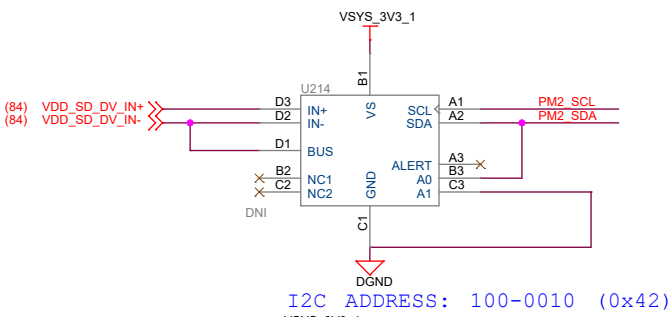 VSYS_3V3_1
B1
U214
(84) VDD_SD_DV_IN+ D3 IN+ VS SCL A1 PM2_SCL
(84) VDD_SD_DV_IN- D2 IN- SDA A2 PM2_SDA
D1 BUS
ALERT A3
B2 NC1 A0 B3
C2 NC2 GND A1 C3
DNI
C1
DGND
I2C ADDRESS: 100-0010 (0x42)